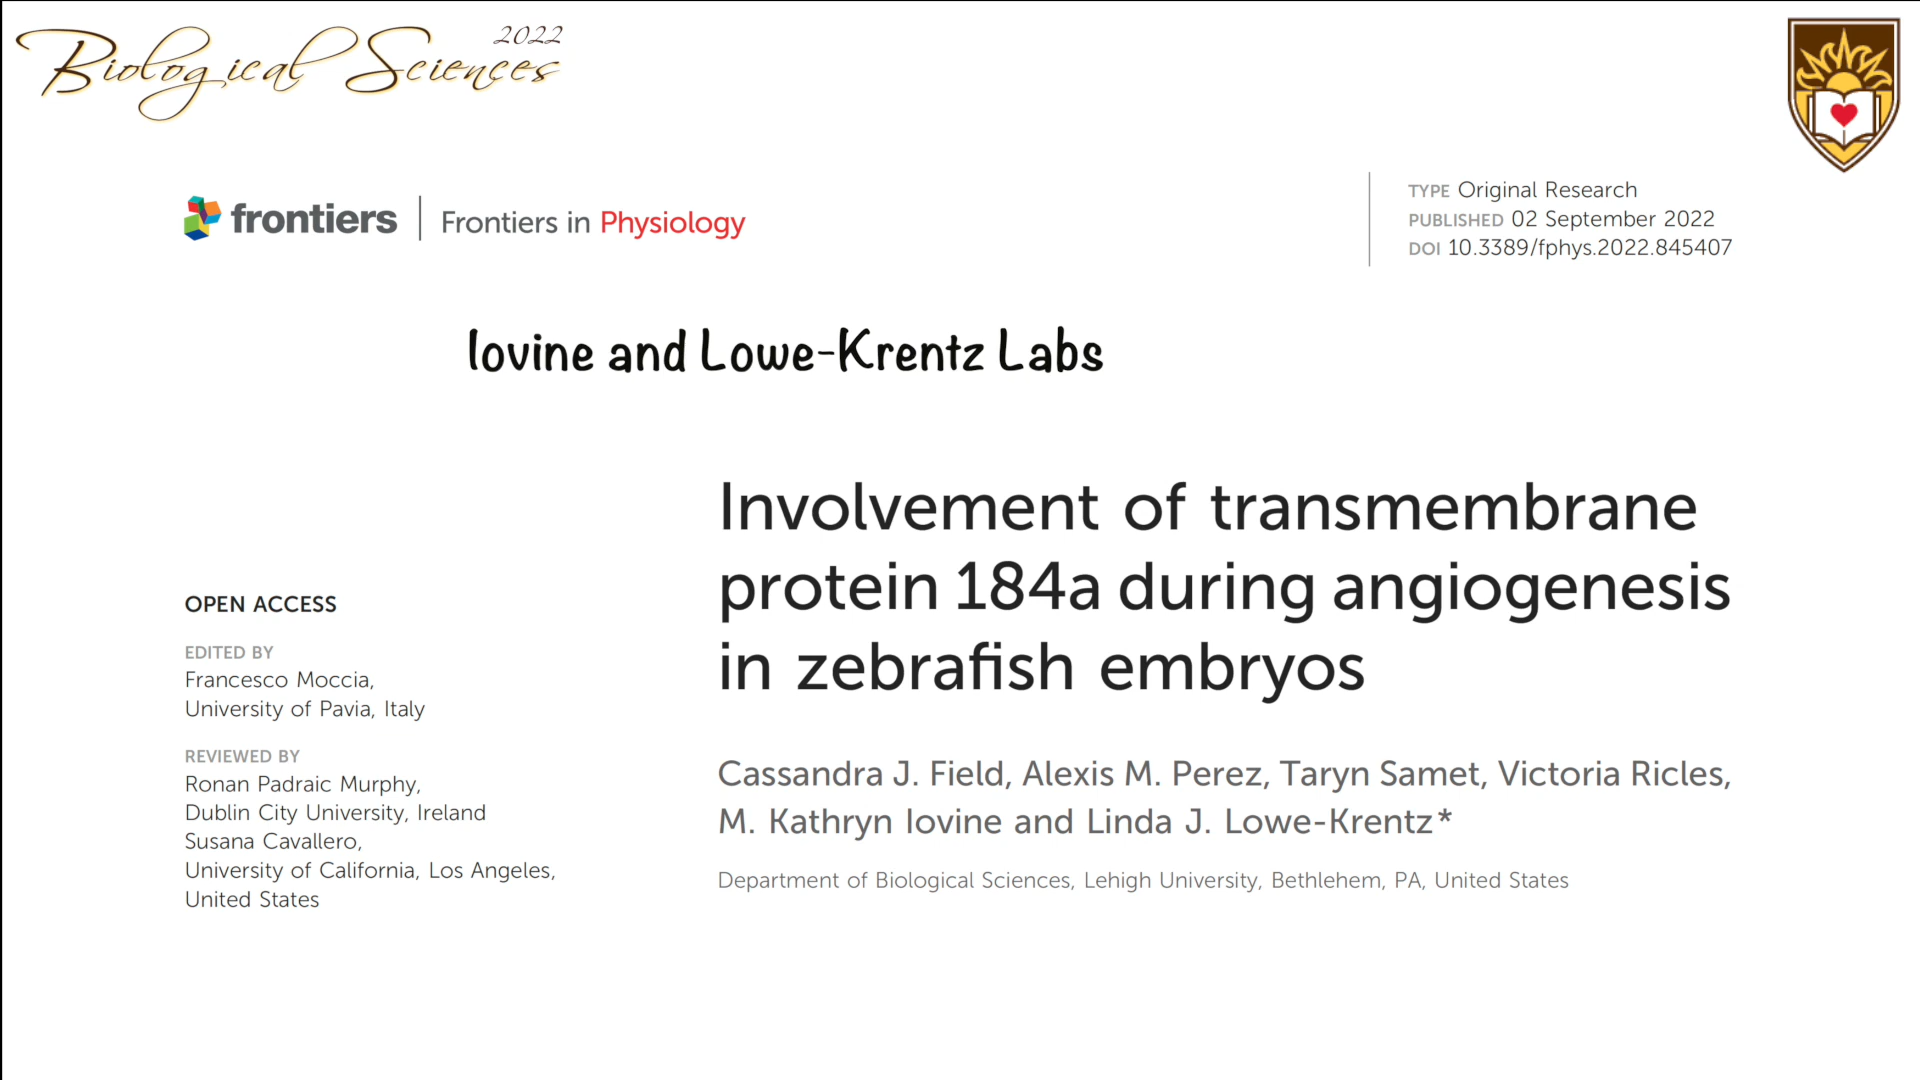 2022
Biological Sciences
frontiers | Frontiers in Physiology
TYPE Original Research
PUBLISHED 02 September 2022
DOI 10.3389/fphys.2022.845407
Iovine and Lowe-Krentz Labs
Involvement of transmembrane
protein 184a during angiogenesis
in zebrafish embryos
OPEN ACCESS
EDITED BY
Francesco Moccia,
University of Pavia, Italy
REVIEWED BY
Ronan Padraic Murphy,
Dublin City University, Ireland
Susana Cavallero,
University of California, Los Angeles,
United States
Cassandra J. Field, Alexis M. Perez, Taryn Samet, Victoria Ricles,
M. Kathryn Iovine and Linda J. Lowe-Krentz*
Department of Biological Sciences, Lehigh University, Bethlehem, PA, United States